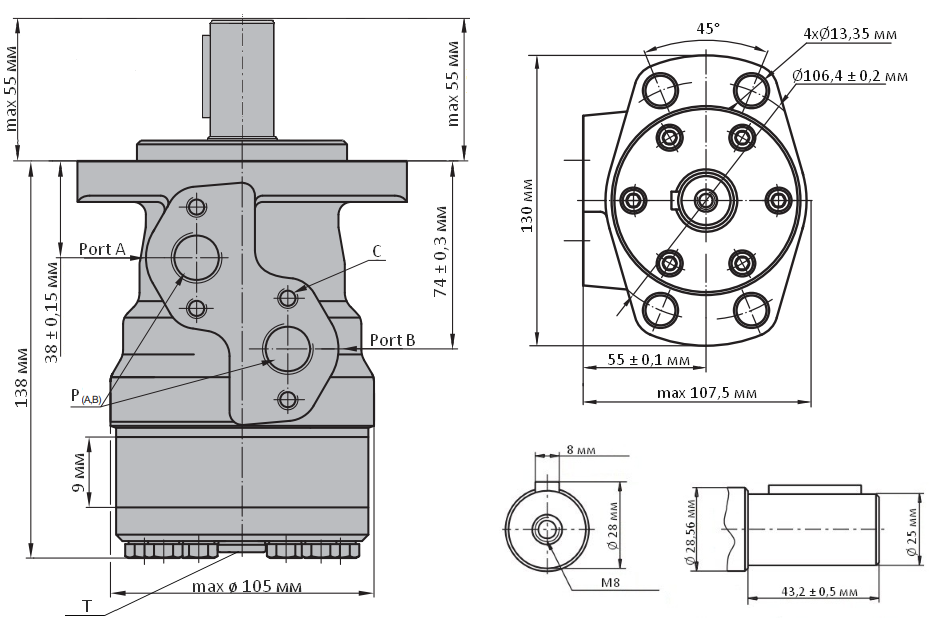 max 55 мм
max 55 мм
Port A
38 ± 0,15 мм
138 мм
P(A,B)
9 мм
C
74 ± 0,3 мм
Port B
max ø 105 мм
T
45°
4xØ13,35 мм
Ø106,4 ± 0,2 мм
130 мм
55 ± 0,1 мм
max 107,5 мм
8 мм
Ø 28 мм
M8
Ø 28,56 мм
Ø 25 мм
43,2 ± 0,5 мм